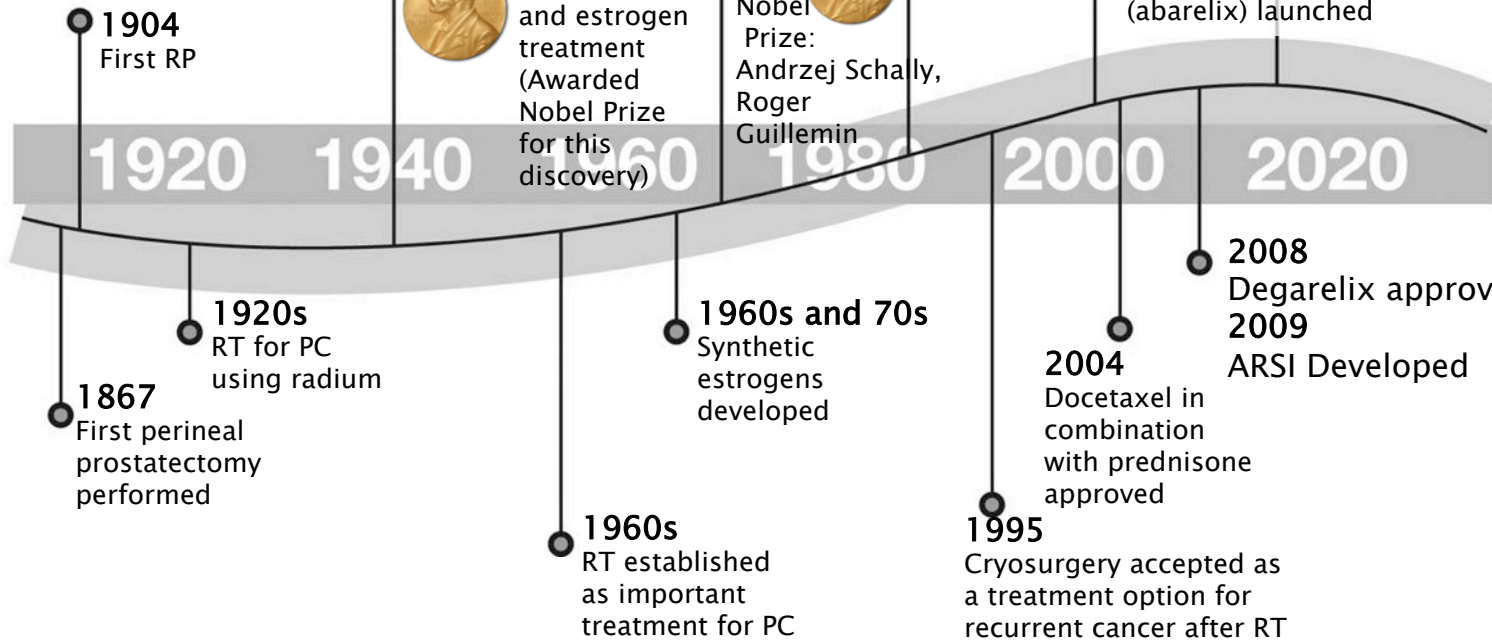 1904
First RP
and estrogen
treatment
(Awarded
Nobel Prize
for this
discovery)
Nobel
Prize:
Andrzej Schally,
Roger
Guillemin
(abarelix) launched
1920
1940
1960
1980
2000
2020
1867
First perineal
prostatectomy
performed
1920s
RT for PC
using radium
1960s
RT established
as important
treatment for PC
1960s and 70s
Synthetic
estrogens
developed
1995
Cryosurgery accepted as
a treatment option for
recurrent cancer after RT
2004
Docetaxel in
combination
with prednisone
approved
2008
Degarelix approv
2009
ARSI Developed